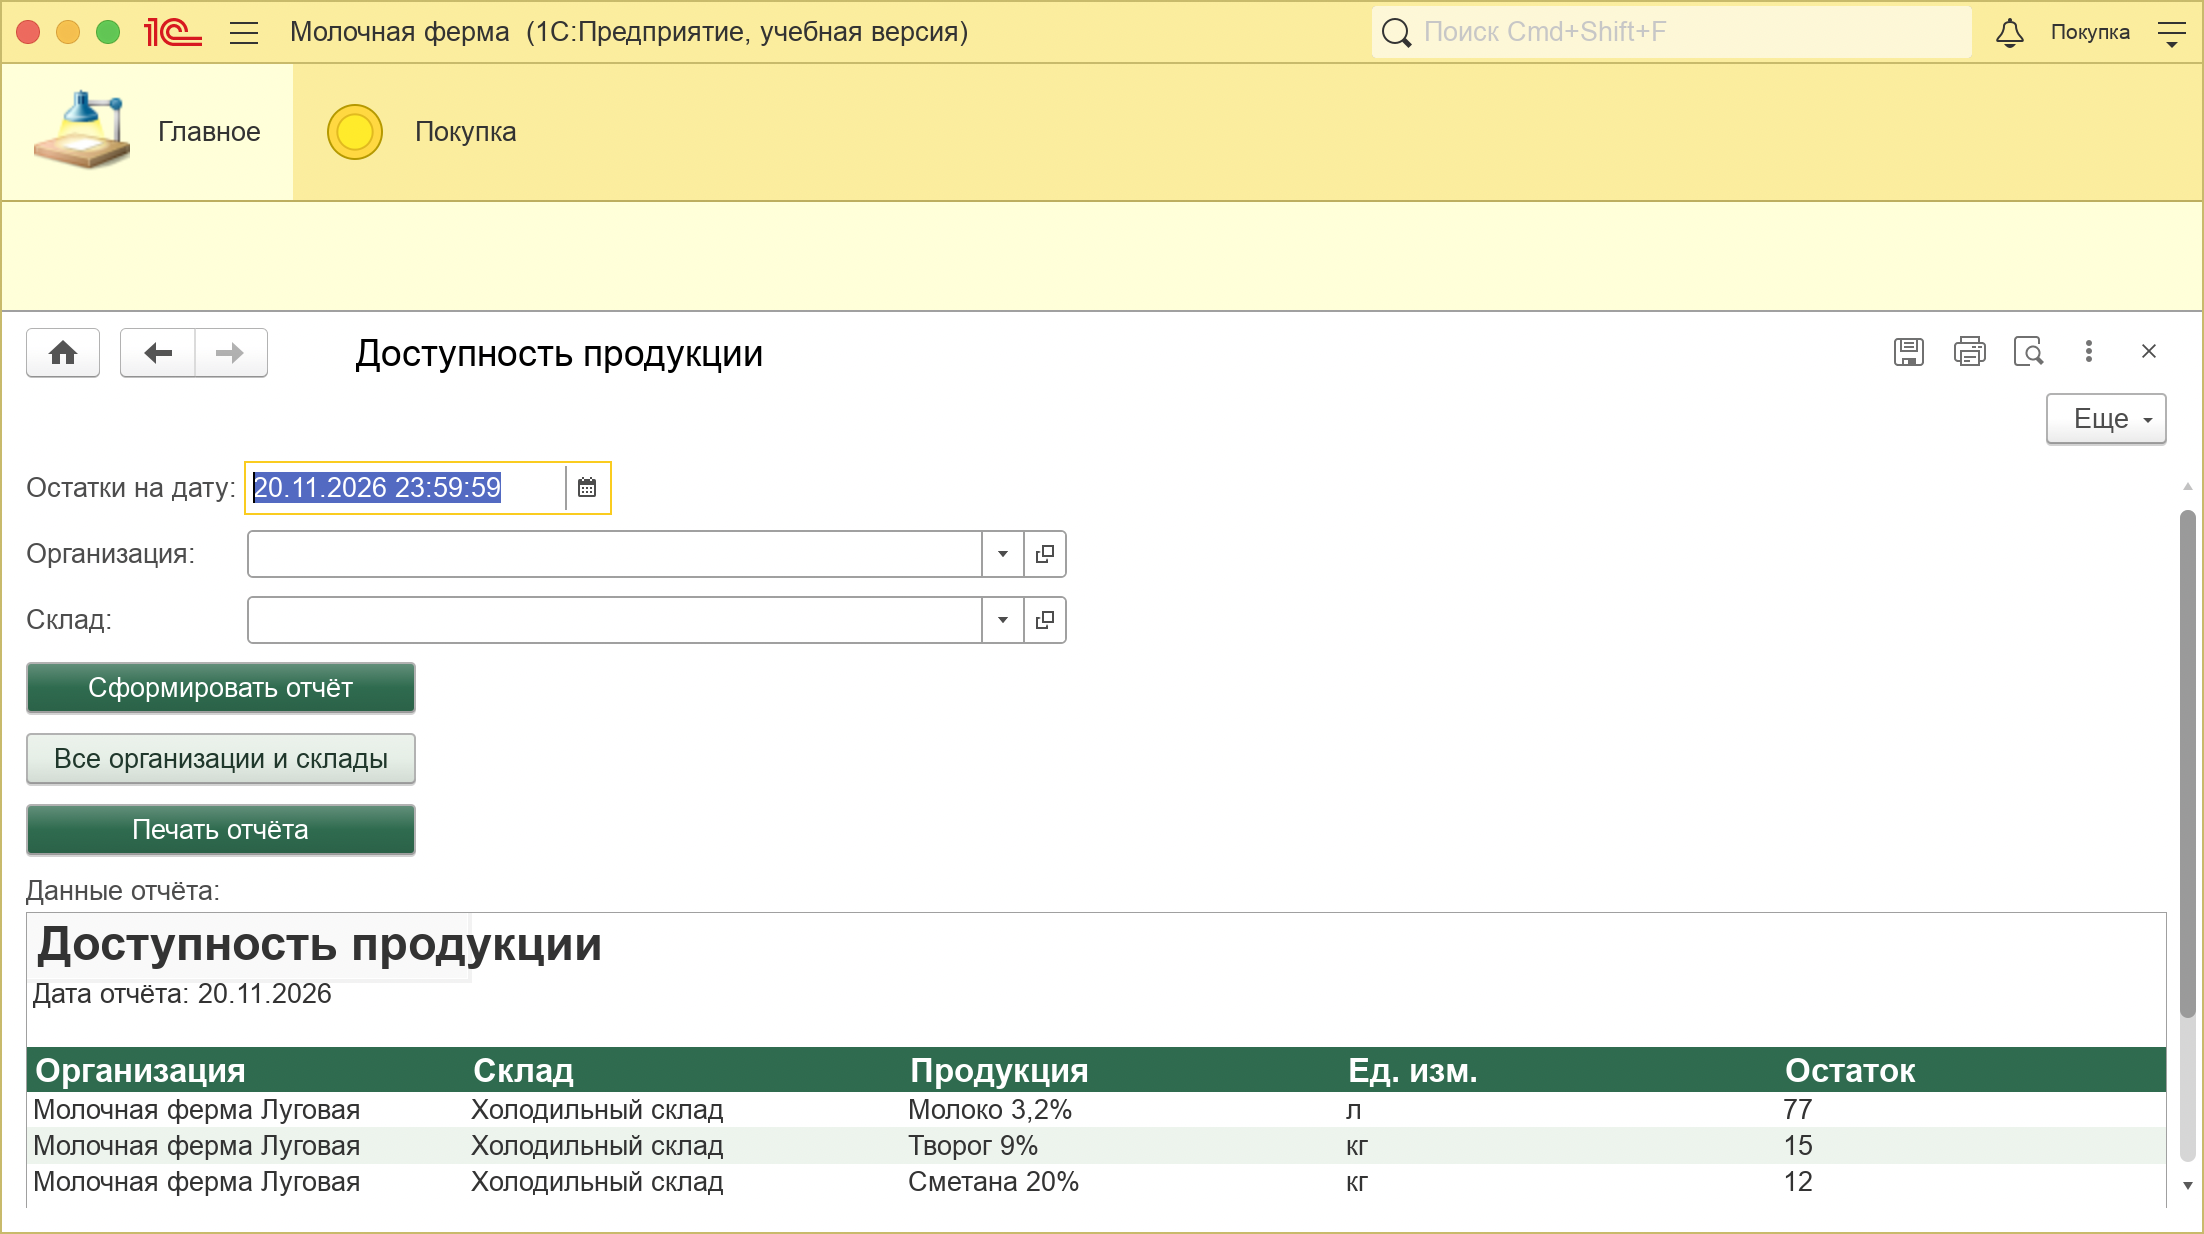 1С Молочная ферма (1С:Предприятие, учебная версия) Поиск Cmd+Shift+F Покупка
Главное Покупка
Доступность продукции
Еще
Остатки на дату: 20.11.2026 23:59:59
Организация:
Склад:
Сформировать отчёт
Все организации и склады
Печать отчёта
Данные отчёта:
Доступность продукции
Дата отчёта: 20.11.2026
Организация Склад Продукция Ед. изм. Остаток
Молочная ферма Луговая Холодильный склад Молоко 3,2% л 77
Молочная ферма Луговая Холодильный склад Творог 9% кг 15
Молочная ферма Луговая Холодильный склад Сметана 20% кг 12